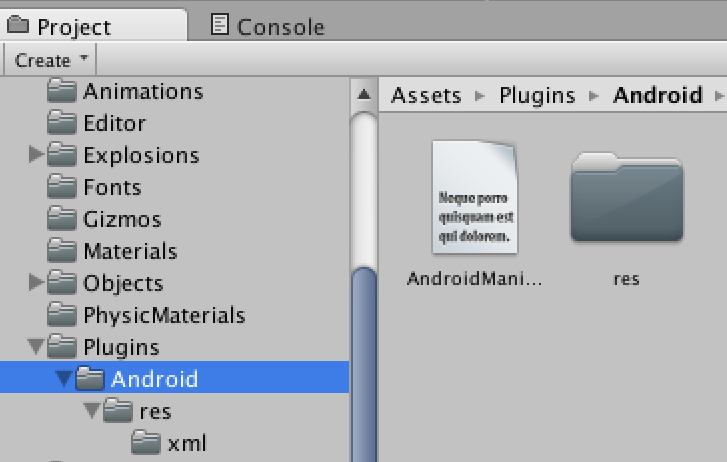 Project
Console
Create
Animations
Editor
Explosions
Fonts
Gizmos
Materials
Objects
PhysicMaterials
Plugins
Android
res
xml
Assets Plugins Android
Neque porro
quisquam est
qui dolorem.
AndroidMani...
res